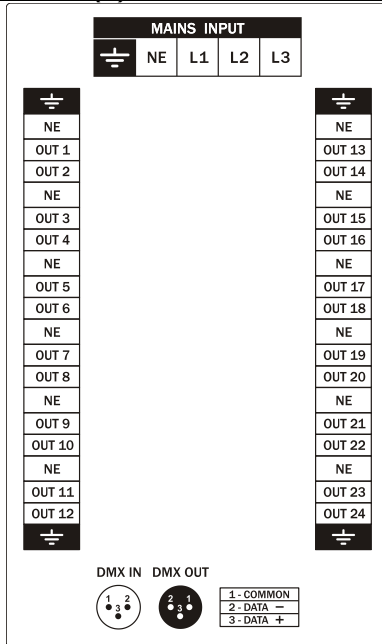 MAINS INPUT
NE L1 L2 L3
NE
OUT 1
OUT 2
NE
OUT 3
OUT 4
NE
OUT 5
OUT 6
NE
OUT 7
OUT 8
NE
OUT 9
OUT 10
NE
OUT 11
OUT 12
NE
OUT 13
OUT 14
NE
OUT 15
OUT 16
NE
OUT 17
OUT 18
NE
OUT 19
OUT 20
NE
OUT 21
OUT 22
NE
OUT 23
OUT 24
DMX IN DMX OUT
1 2
3
2 1
3
1 - COMMON
2 - DATA −
3 - DATA +